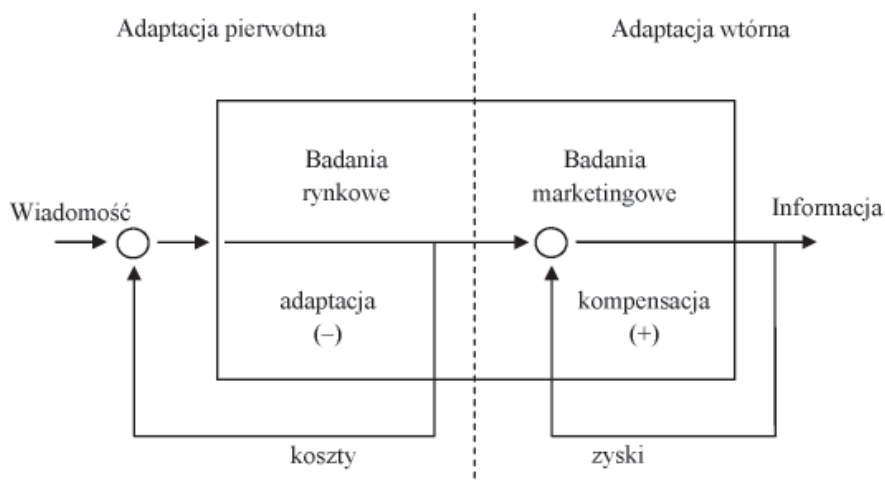 Adaptacja pierwotna
Adaptacja wtórna
Badania
rynkowe
Badania
marketingowe
Wiadomość
Informacja
adaptacja
(–)
kompensacja
(+)
koszty
zyski